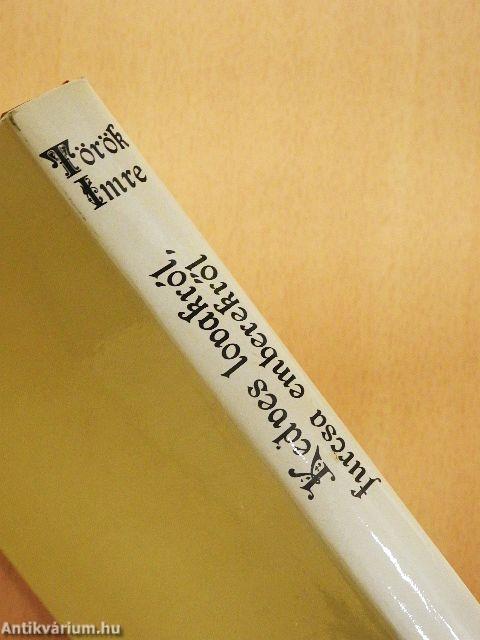 Török
Imre
Kedves lovakról,
furcsa emberekről
Antikvárium.hu